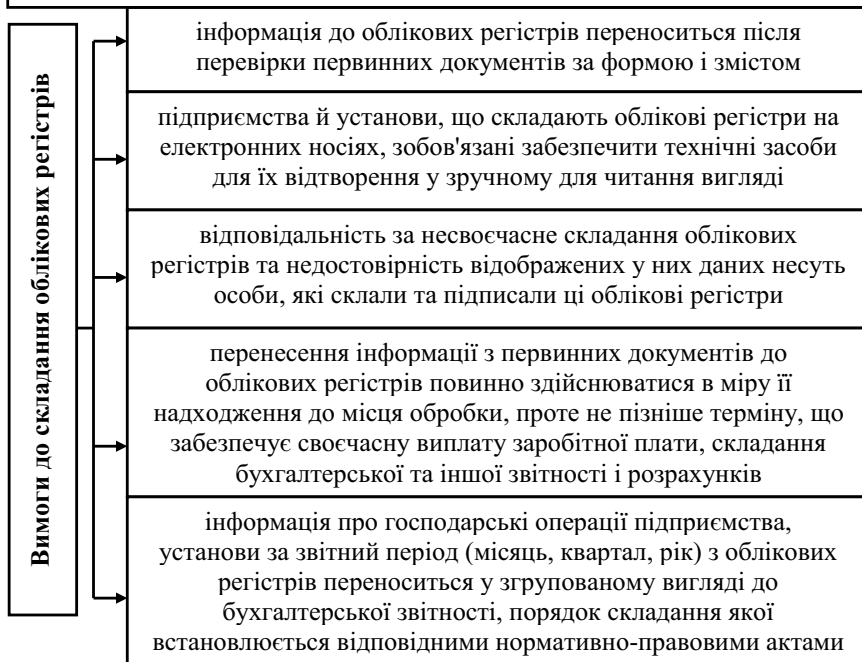 Вимоги до складання облікових регістрів
інформація до облікових регістрів переноситься після
перевірки первинних документів за формою і змістом
підприємства й установи, що складають облікові регістри на
електронних носіях, зобов'язані забезпечити технічні засоби
для їх відтворення у зручному для читання вигляді
відповідальність за несвоєчасне складання облікових
регістрів та недостовірність відображених у них даних несуть
особи, які склали та підписали ці облікові регістри
перенесення інформації з первинних документів до
облікових регістрів повинно здійснюватися в міру її
надходження до місця обробки, проте не пізніше терміну, що
забезпечує своєчасну виплату заробітної плати, складання
бухгалтерської та іншої звітності і розрахунків
інформація про господарські операції підприємства,
установи за звітний період (місяць, квартал, рік) з облікових
регістрів переноситься у згрупованому вигляді до
бухгалтерської звітності, порядок складання якої
встановлюється відповідними нормативно-правовими актами